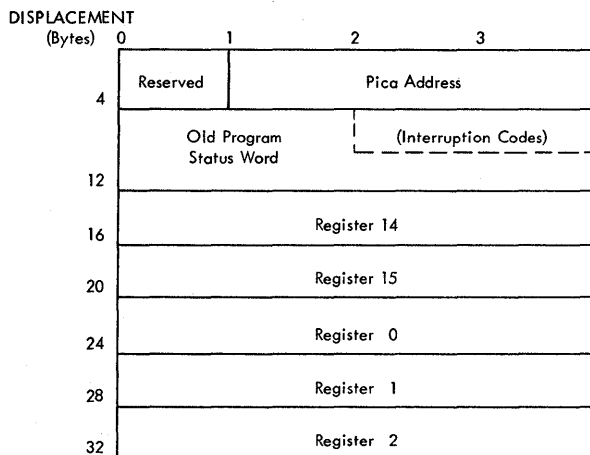 DISPLACEMENT
(Bytes) 0 1 2 3
Reserved Pica Address
4
Old Program (Interruption Codes)
Status Word
12
Register 14
16
Register 15
20
Register 0
24
Register 1
28
Register 2
32